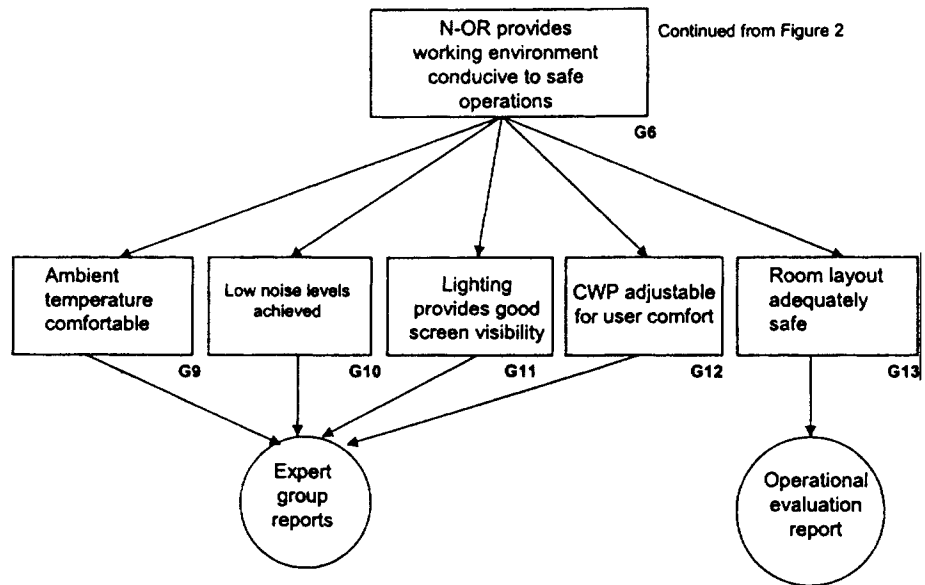 N-OR provides
working environment
conducive to safe
operations
Continued from Figure 2
G6
Ambient
temperature
comfortable
G9
Low noise levels
achieved
G10
Lighting
provides good
screen visibility
G11
CWP adjustable
for user comfort
G12
Room layout
adequately
safe
G13
Expert
group
reports
Operational
evaluation
report